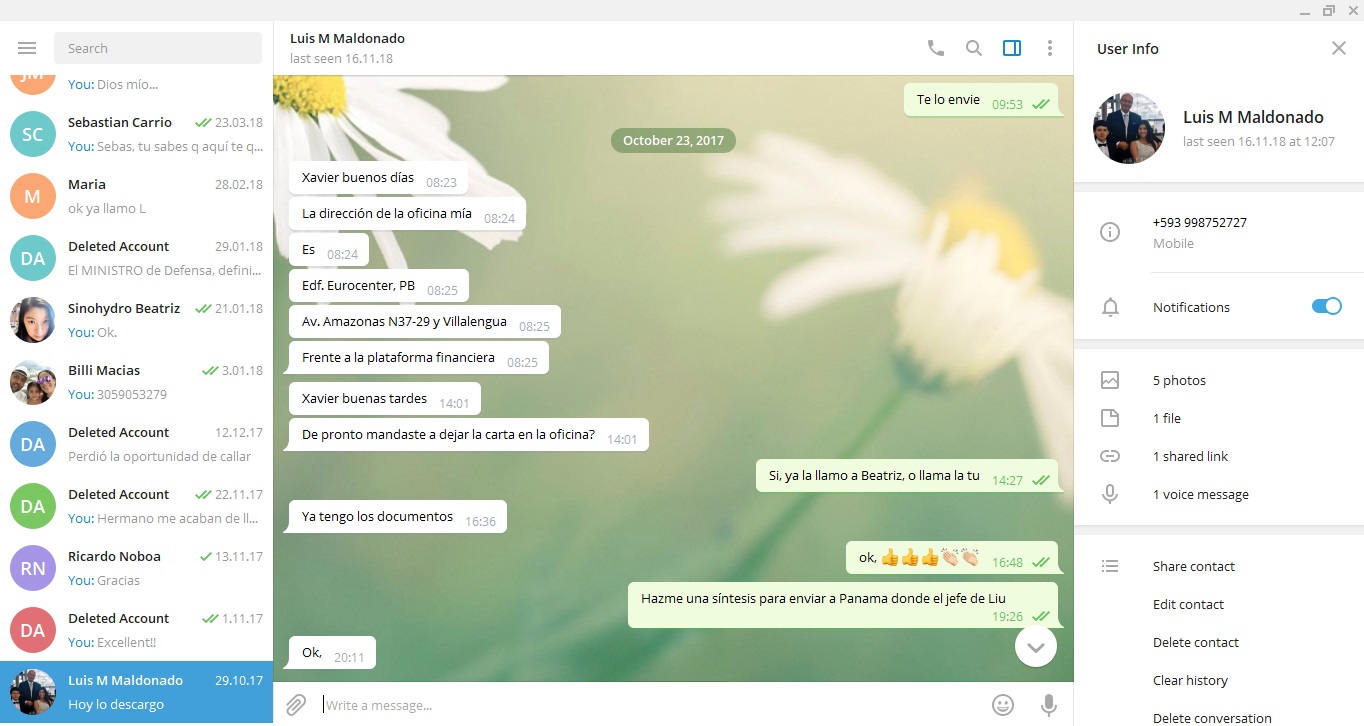 Search
JM
You: Dios mío...
SC
Sebastian Carrio
23.03.18
You: Sebas, tu sabes q aquí te q...
M
Maria
28.02.18
ok ya llamo L
DA
Deleted Account
29.01.18
El MINISTRO de Defensa, defini...
Sinohydro Beatriz
21.01.18
You: Ok.
Billi Macias
3.01.18
You: 3059053279
DA
Deleted Account
12.12.17
Perdió la oportunidad de callar
DA
Deleted Account
22.11.17
You: Hermano me acaban de ll...
RN
Ricardo Noboa
13.11.17
You: Gracias
DA
Deleted Account
1.11.17
You: Excellent!!
Luis M Maldonado
29.10.17
Hoy lo descargo
Luis M Maldonado
last seen 16.11.18
Te lo envie 09:53
October 23, 2017
Xavier buenos días 08:23
La dirección de la oficina mía 08:24
Es 08:24
Edf. Eurocenter, PB 08:25
Av. Amazonas N37-29 y Villalengua 08:25
Frente a la plataforma financiera 08:25
Xavier buenas tardes 14:01
De pronto mandaste a dejar la carta en la oficina? 14:01
Si, ya la llamo a Beatriz, o llama la tu 14:27
Ya tengo los documentos 16:36
ok, 👍👍👍👏👏 16:48
Hazme una síntesis para enviar a Panama donde el jefe de Liu
19:26
Ok, 20:11
Write a message...
User Info
Luis M Maldonado
last seen 16.11.18 at 12:07
+593 998752727
Mobile
Notifications
5 photos
1 file
1 shared link
1 voice message
Share contact
Edit contact
Delete contact
Clear history
Delete conversation